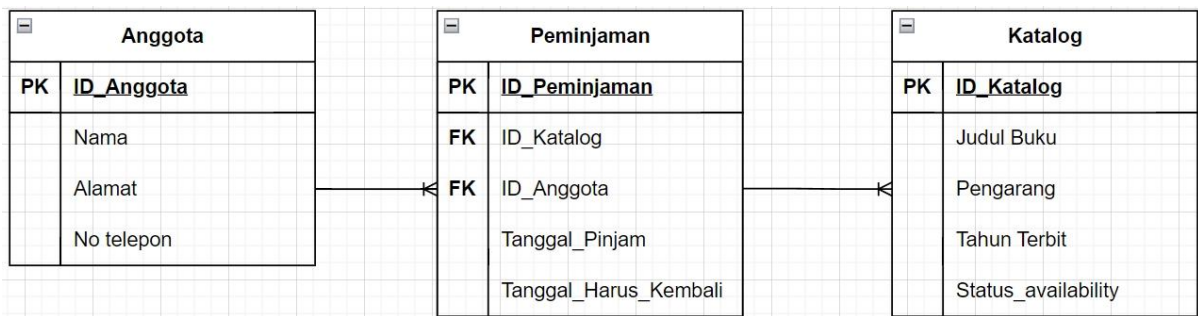 Anggota
PK ID_Anggota
Nama
Alamat
No telepon
Peminjaman
PK ID_Peminjaman
FK ID_Katalog
FK ID_Anggota
Tanggal_Pinjam
Tanggal_Harus_Kembali
Katalog
PK ID_Katalog
Judul Buku
Pengarang
Tahun Terbit
Status_availability